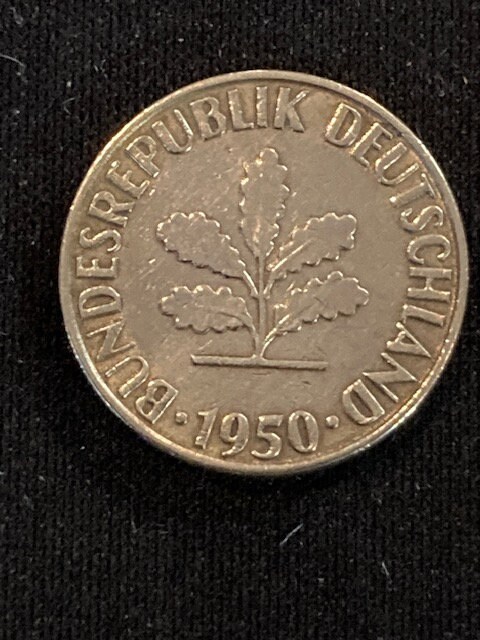 BUNDESREPUBLIK DEUTSCHLAND
· 1950 ·